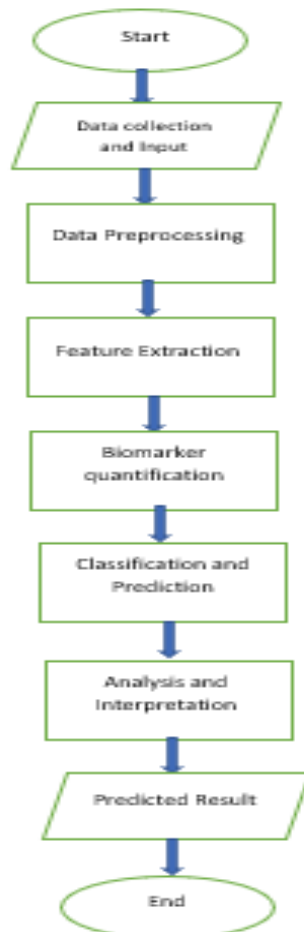 Start
Data collection
and Input
Data Preprocessing
Feature Extraction
Biomarker
quantification
Classification and
Prediction
Analysis and
Interpretation
Predicted Result
End